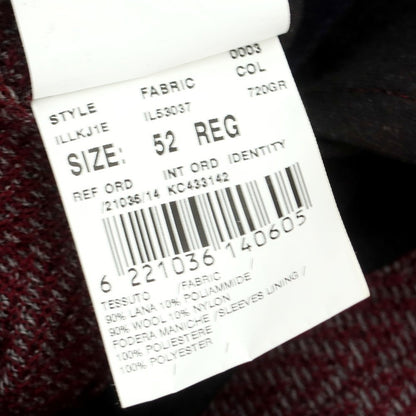 0003
STYLE FABRIC COL
ILLKJ1E IL53037 720GR
SIZE: 52 REG
REF ORD INT ORD IDENTITY
/21036/14 KC433142
6 221036 140605
TESSUTO /FABRIC/
90% LANA 10% POLIAMMIDE
90% WOOL 10% NYLON
FODERA MANICHE /SLEEVES LINING/
100% POLIESTERE
100% POLYESTER